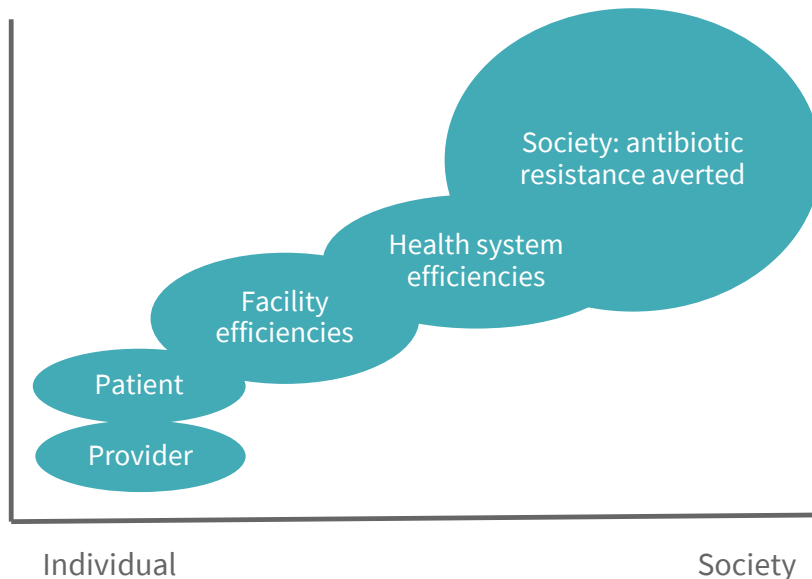 Society: antibiotic
resistance averted
Health system
efficiencies
Facility
efficiencies
Patient
Provider
Individual
Society